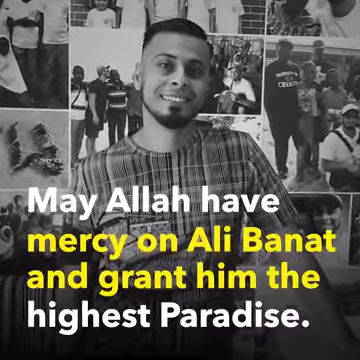 May Allah have
mercy on Ali Banat
and grant him the
highest Paradise.